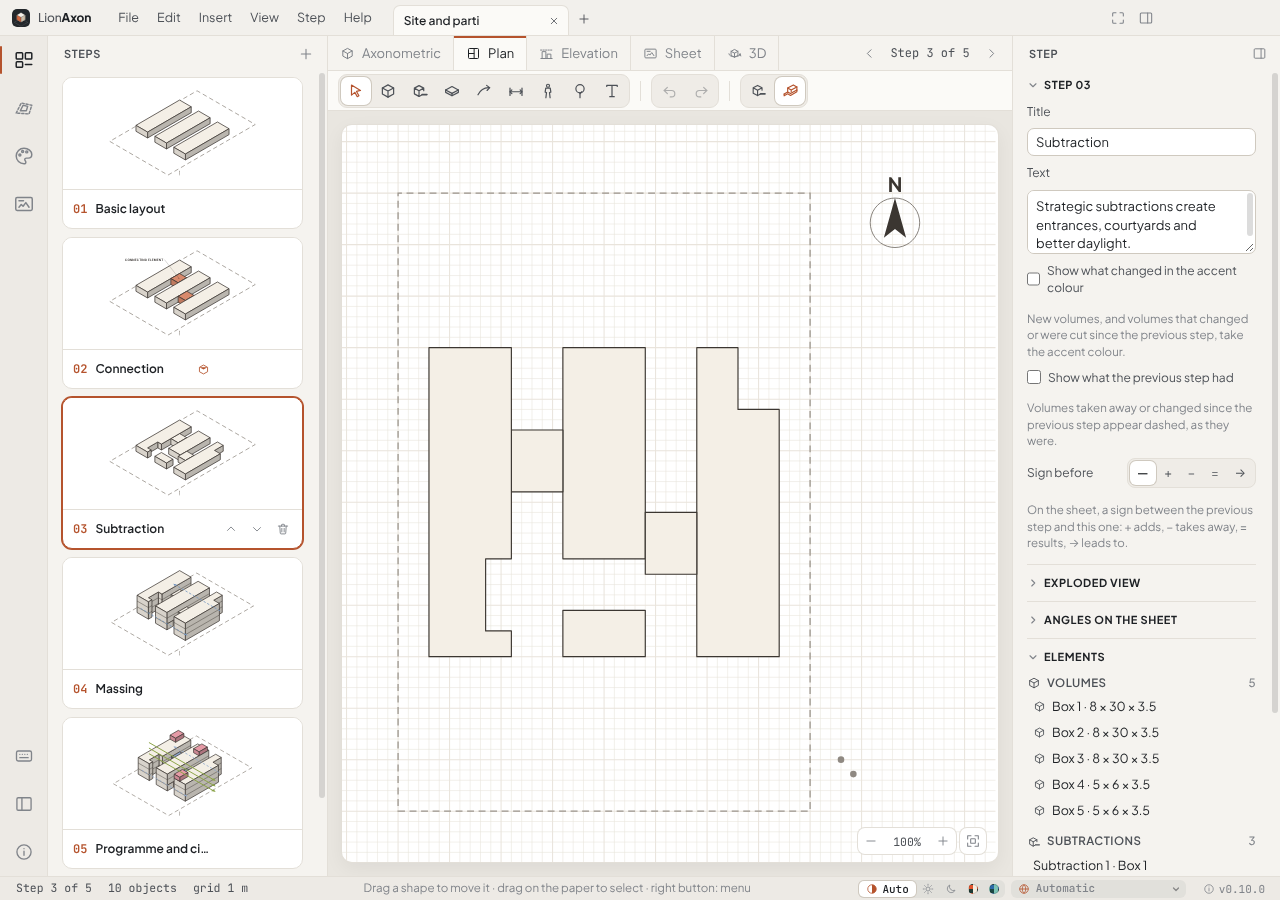 LionAxon File Edit Insert View Step Help Site and parti
STEPS
Axonometric Plan Elevation Sheet 3D Step 3 of 5
STEP
01 Basic layout
CONNECTING ELEMENT
02 Connection
03 Subtraction
04 Massing
05 Programme and ci…
N
100%
STEP 03
Title
Subtraction
Text
Strategic subtractions create
entrances, courtyards and
better daylight.
Show what changed in the accent
colour
New volumes, and volumes that changed
or were cut since the previous step, take
the accent colour.
Show what the previous step had
Volumes taken away or changed since the
previous step appear dashed, as they
were.
Sign before — + − = →
On the sheet, a sign between the previous
step and this one: + adds, − takes away, =
results, → leads to.
EXPLODED VIEW
ANGLES ON THE SHEET
ELEMENTS
VOLUMES 5
Box 1 · 8 × 30 × 3.5
Box 2 · 8 × 30 × 3.5
Box 3 · 8 × 30 × 3.5
Box 4 · 5 × 6 × 3.5
Box 5 · 5 × 6 × 3.5
SUBTRACTIONS 3
Subtraction 1 · Box 1
Step 3 of 5 10 objects grid 1 m Drag a shape to move it · drag on the paper to select · right button: menu Auto Automatic v0.10.0